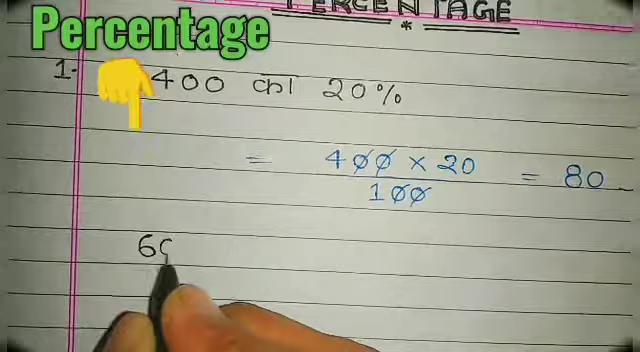 PERCENTAGE
Percentage
1. 400 का 20%
= 400 × 20 / 100 = 80
6